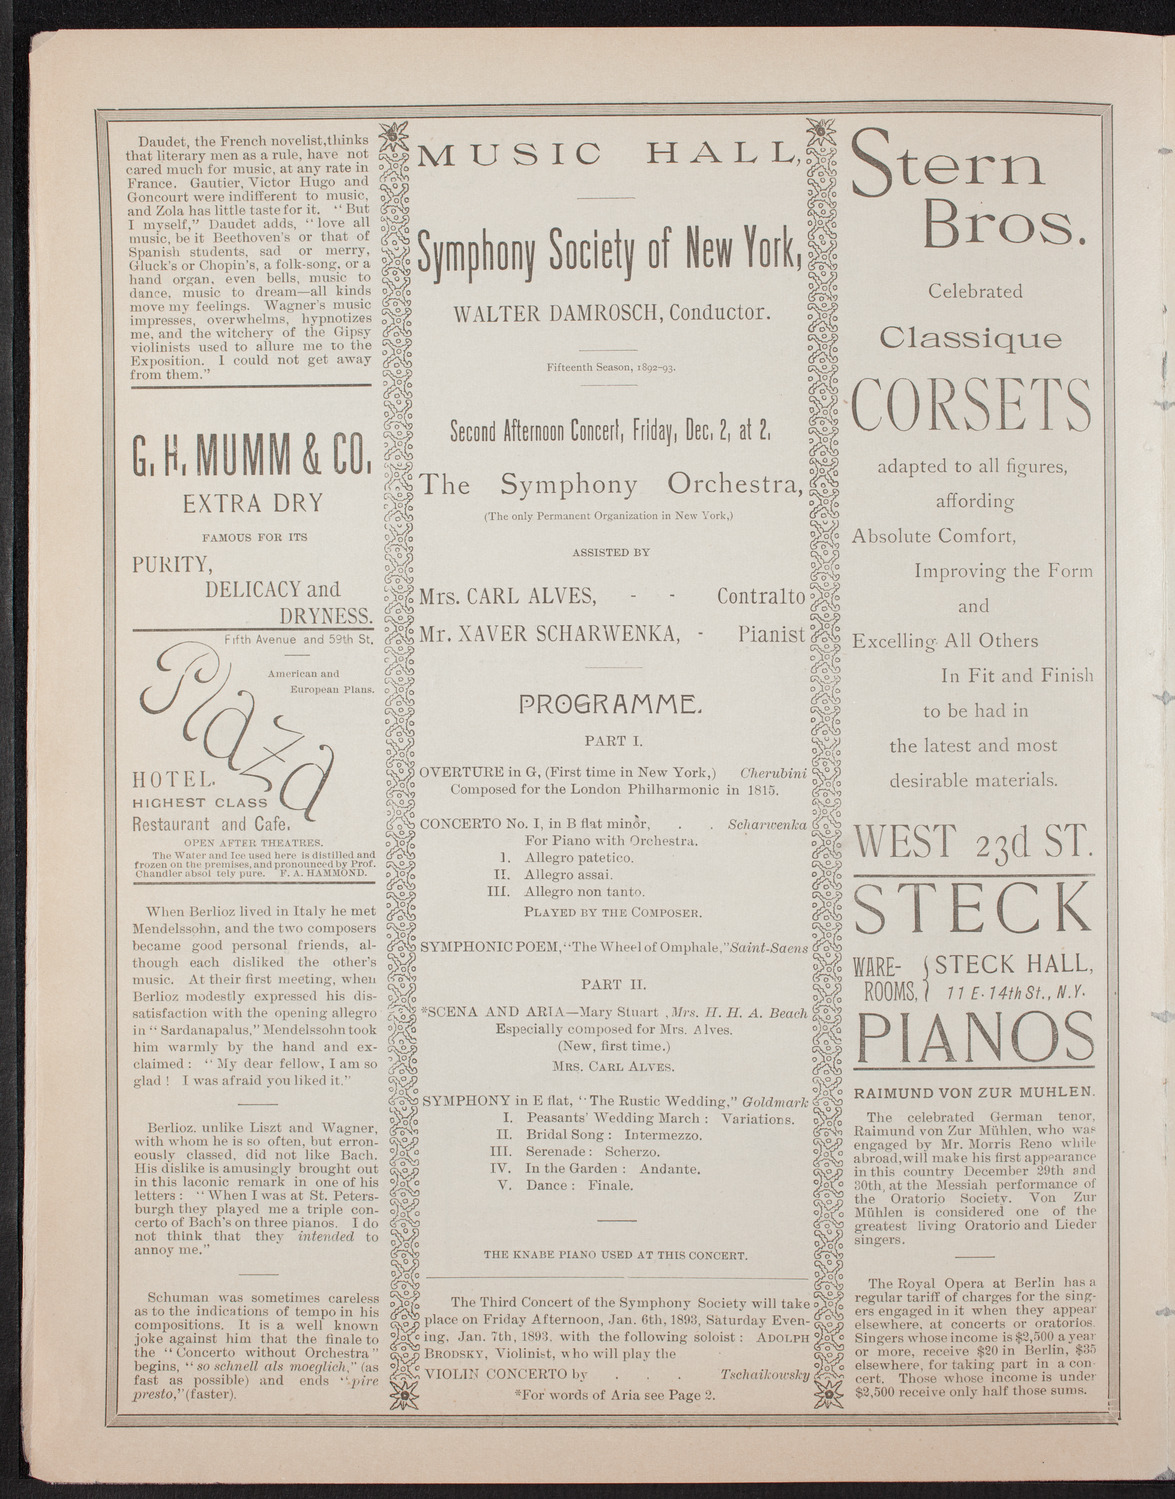 Daudet, the French novelist,thinks
that literary men as a rule, have not
cared much for music, at any rate in
France. Gautier, Victor Hugo and
Goncourt were indifferent to music,
and Zola has little taste for it. "But
I myself," Daudet adds, "love all
music, be it Beethoven's or that of
Spanish students, sad or merry,
Gluck's or Chopin's, a folk-song, or a
hand organ, even bells, music to
dance, music to dream—all kinds
move my feelings. Wagner's music
impresses, overwhelms, hypnotizes
me, and the witchery of the Gipsy
violinists used to allure me to the
Exposition. I could not get away
from them."
G. H. MUMM & CO.
EXTRA DRY
FAMOUS FOR ITS
PURITY,
DELICACY and
DRYNESS.
Fifth Avenue and 59th St.
American and
European Plans.
Plaza
HOTEL.
HIGHEST CLASS
Restaurant and Cafe.
OPEN AFTER THEATRES.
The Water and Ice used here is distilled and
frozen on the premises, and pronounced by Prof.
Chandler absol tely pure. F. A. HAMMOND.
When Berlioz lived in Italy he met
Mendelssohn, and the two composers
became good personal friends, al-
though each disliked the other's
music. At their first meeting, when
Berlioz modestly expressed his dis-
satisfaction with the opening allegro
in "Sardanapalus," Mendelssohn took
him warmly by the hand and ex-
claimed: "My dear fellow, I am so
glad! I was afraid you liked it."
Berlioz, unlike Liszt and Wagner,
with whom he is so often, but erron-
eously classed, did not like Bach.
His dislike is amusingly brought out
in this laconic remark in one of his
letters: "When I was at St. Peters-
burgh they played me a triple con-
certo of Bach's on three pianos. I do
not think that they intended to
annoy me."
Schuman was sometimes careless
as to the indications of tempo in his
compositions. It is a well known
joke against him that the finale to
the "Concerto without Orchestra"
begins, "so schnell als moeglich," (as
fast as possible) and ends "pire
presto," (faster).
MUSIC HALL,
Symphony Society of New York,
WALTER DAMROSCH, Conductor.
Fifteenth Season, 1892-93.
Second Afternoon Concert, Friday, Dec. 2, at 2.
The Symphony Orchestra,
(The only Permanent Organization in New York,)
ASSISTED BY
Mrs. CARL ALVES, - - Contralto
Mr. XAVER SCHARWENKA, - Pianist
PROGRAMME.
PART I.
OVERTURE in G, (First time in New York,) Cherubini
Composed for the London Philharmonic in 1815.
CONCERTO No. I, in B flat minor, . . Scharwenka
For Piano with Orchestra.
I. Allegro patetico.
II. Allegro assai.
III. Allegro non tanto.
PLAYED BY THE COMPOSER.
SYMPHONIC POEM, "The Wheel of Omphale," Saint-Saens
PART II.
*SCENA AND ARIA—Mary Stuart , Mrs. H. H. A. Beach
Especially composed for Mrs. Alves.
(New, first time.)
MRS. CARL ALVES.
SYMPHONY in E flat, "The Rustic Wedding," Goldmark
I. Peasants' Wedding March: Variations.
II. Bridal Song: Intermezzo.
III. Serenade: Scherzo.
IV. In the Garden: Andante.
V. Dance: Finale.
THE KNABE PIANO USED AT THIS CONCERT.
The Third Concert of the Symphony Society will take
place on Friday Afternoon, Jan. 6th, 1893, Saturday Even-
ing, Jan. 7th, 1893, with the following soloist: ADOLPH
BRODSKY, Violinist, who will play the
VIOLIN CONCERTO by . . . Tschaikowsky
*For words of Aria see Page 2.
Stern
Bros.
Celebrated
Classique
CORSETS
adapted to all figures,
affording
Absolute Comfort,
Improving the Form
and
Excelling All Others
In Fit and Finish
to be had in
the latest and most
desirable materials.
WEST 23d ST.
STECK
WARE-
ROOMS,
STECK HALL,
11 E. 14th St., N.Y.
PIANOS
RAIMUND VON ZUR MUHLEN.
The celebrated German tenor,
Raimund von Zur Mühlen, who was
engaged by Mr. Morris Reno while
abroad, will make his first appearance
in this country December 29th and
30th, at the Messiah performance of
the Oratorio Society. Von Zur
Mühlen is considered one of the
greatest living Oratorio and Lieder
singers.
The Royal Opera at Berlin has a
regular tariff of charges for the sing-
ers engaged in it when they appear
elsewhere, at concerts or oratorios.
Singers whose income is $2,500 a year
or more, receive $20 in Berlin, $35
elsewhere, for taking part in a con-
cert. Those whose income is under
$2,500 receive only half those sums.